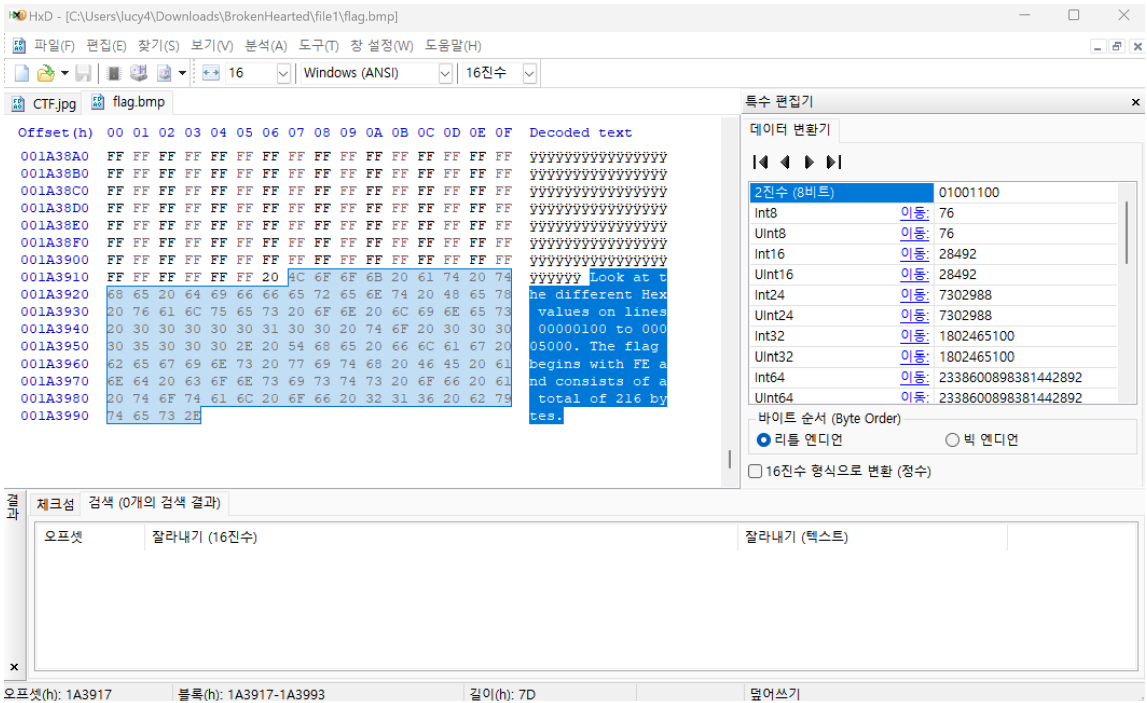 HxD - [C:\Users\lucy4\Downloads\BrokenHearted\file1\flag.bmp]
파일(F) 편집(E) 찾기(S) 보기(V) 분석(A) 도구(T) 창 설정(W) 도움말(H)
16 Windows (ANSI) 16진수
CTF.jpg flag.bmp
Offset(h) 00 01 02 03 04 05 06 07 08 09 0A 0B 0C 0D 0E 0F Decoded text
001A38A0 FF FF FF FF FF FF FF FF FF FF FF FF FF FF FF FF ÿÿÿÿÿÿÿÿÿÿÿÿÿÿÿÿ
001A38B0 FF FF FF FF FF FF FF FF FF FF FF FF FF FF FF FF ÿÿÿÿÿÿÿÿÿÿÿÿÿÿÿÿ
001A38C0 FF FF FF FF FF FF FF FF FF FF FF FF FF FF FF FF ÿÿÿÿÿÿÿÿÿÿÿÿÿÿÿÿ
001A38D0 FF FF FF FF FF FF FF FF FF FF FF FF FF FF FF FF ÿÿÿÿÿÿÿÿÿÿÿÿÿÿÿÿ
001A38E0 FF FF FF FF FF FF FF FF FF FF FF FF FF FF FF FF ÿÿÿÿÿÿÿÿÿÿÿÿÿÿÿÿ
001A38F0 FF FF FF FF FF FF FF FF FF FF FF FF FF FF FF FF ÿÿÿÿÿÿÿÿÿÿÿÿÿÿÿÿ
001A3900 FF FF FF FF FF FF FF FF FF FF FF FF FF FF FF FF ÿÿÿÿÿÿÿÿÿÿÿÿÿÿÿÿ
001A3910 FF FF FF FF FF FF 20 4C 6F 6F 6B 20 61 74 20 74 ÿÿÿÿÿÿ Look at t
001A3920 68 65 20 64 69 66 66 65 72 65 6E 74 20 48 65 78 he different Hex
001A3930 20 76 61 6C 75 65 73 20 6F 6E 20 6C 69 6E 65 73 values on lines
001A3940 20 30 30 30 30 30 31 30 30 20 74 6F 20 30 30 30 00000100 to 000
001A3950 30 35 30 30 30 2E 20 54 68 65 20 66 6C 61 67 20 05000. The flag
001A3960 62 65 67 69 6E 73 20 77 69 74 68 20 46 45 20 61 begins with FE a
001A3970 6E 64 20 63 6F 6E 73 69 73 74 73 20 6F 66 20 61 nd consists of a
001A3980 20 74 6F 74 61 6C 20 6F 66 20 32 31 36 20 62 79 total of 216 by
001A3990 74 65 73 2E tes.
특수 편집기
데이터 변환기
2진수 (8비트) 01001100
Int8 이동: 76
UInt8 이동: 76
Int16 이동: 28492
UInt16 이동: 28492
Int24 이동: 7302988
UInt24 이동: 7302988
Int32 이동: 1802465100
UInt32 이동: 1802465100
Int64 이동: 2338600898381442892
UInt64 이동: 2338600898381442892
바이트 순서 (Byte Order)
리틀 엔디언 빅 엔디언
16진수 형식으로 변환 (정수)
결과
체크섬 검색 (0개의 검색 결과)
오프셋 잘라내기 (16진수) 잘라내기 (텍스트)
오프셋(h): 1A3917 블록(h): 1A3917-1A3993 길이(h): 7D 덮어쓰기